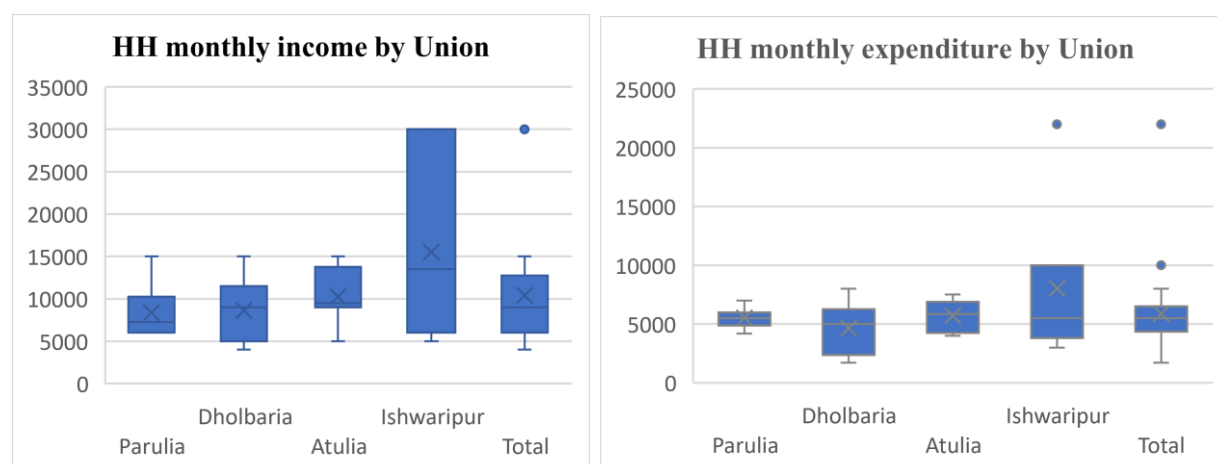 HH monthly income by Union
35000
30000
25000
20000
15000
10000
5000
0
Dholbaria Ishwaripur
Parulia Atulia Total
HH monthly expenditure by Union
25000
20000
15000
10000
5000
0
Dholbaria Ishwaripur
Parulia Atulia Total